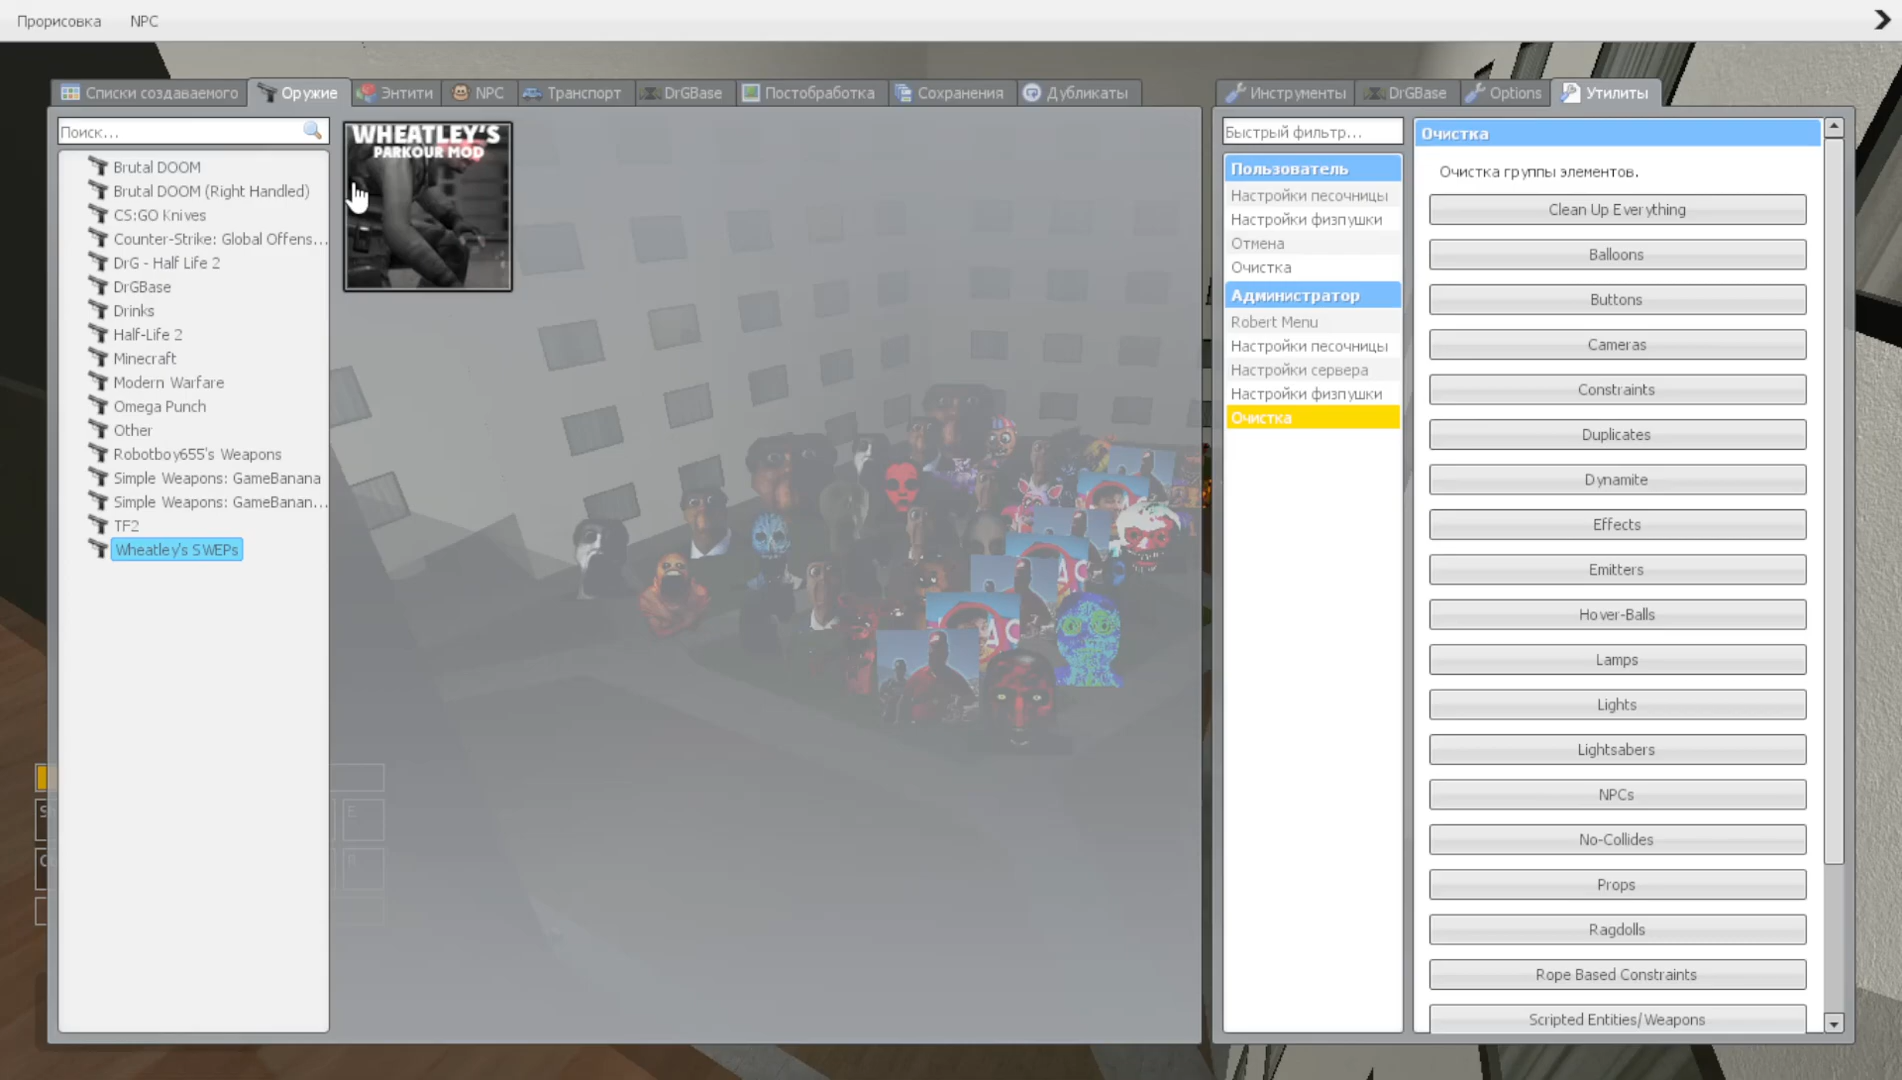 Прорисовка NPC
Списки создаваемого Оружие Энтити NPC Транспорт DrGBase Постобработка Сохранения Дубликаты
Инструменты DrGBase Options Утилиты
Поиск...
Brutal DOOM
Brutal DOOM (Right Handled)
CS:GO Knives
Counter-Strike: Global Offens...
DrG - Half Life 2
DrGBase
Drinks
Half-Life 2
Minecraft
Modern Warfare
Omega Punch
Other
Robotboy655's Weapons
Simple Weapons: GameBanana
Simple Weapons: GameBanan...
TF2
Wheatley's SWEPs
WHEATLEY'S
PARKOUR MOD
Быстрый фильтр...
Пользователь
Настройки песочницы
Настройки физпушки
Отмена
Очистка
Администратор
Robert Menu
Настройки песочницы
Настройки сервера
Настройки физпушки
Очистка
Очистка
Очистка группы элементов.
Clean Up Everything
Balloons
Buttons
Cameras
Constraints
Duplicates
Dynamite
Effects
Emitters
Hover-Balls
Lamps
Lights
Lightsabers
NPCs
No-Collides
Props
Ragdolls
Rope Based Constraints
Scripted Entities/Weapons
E
R